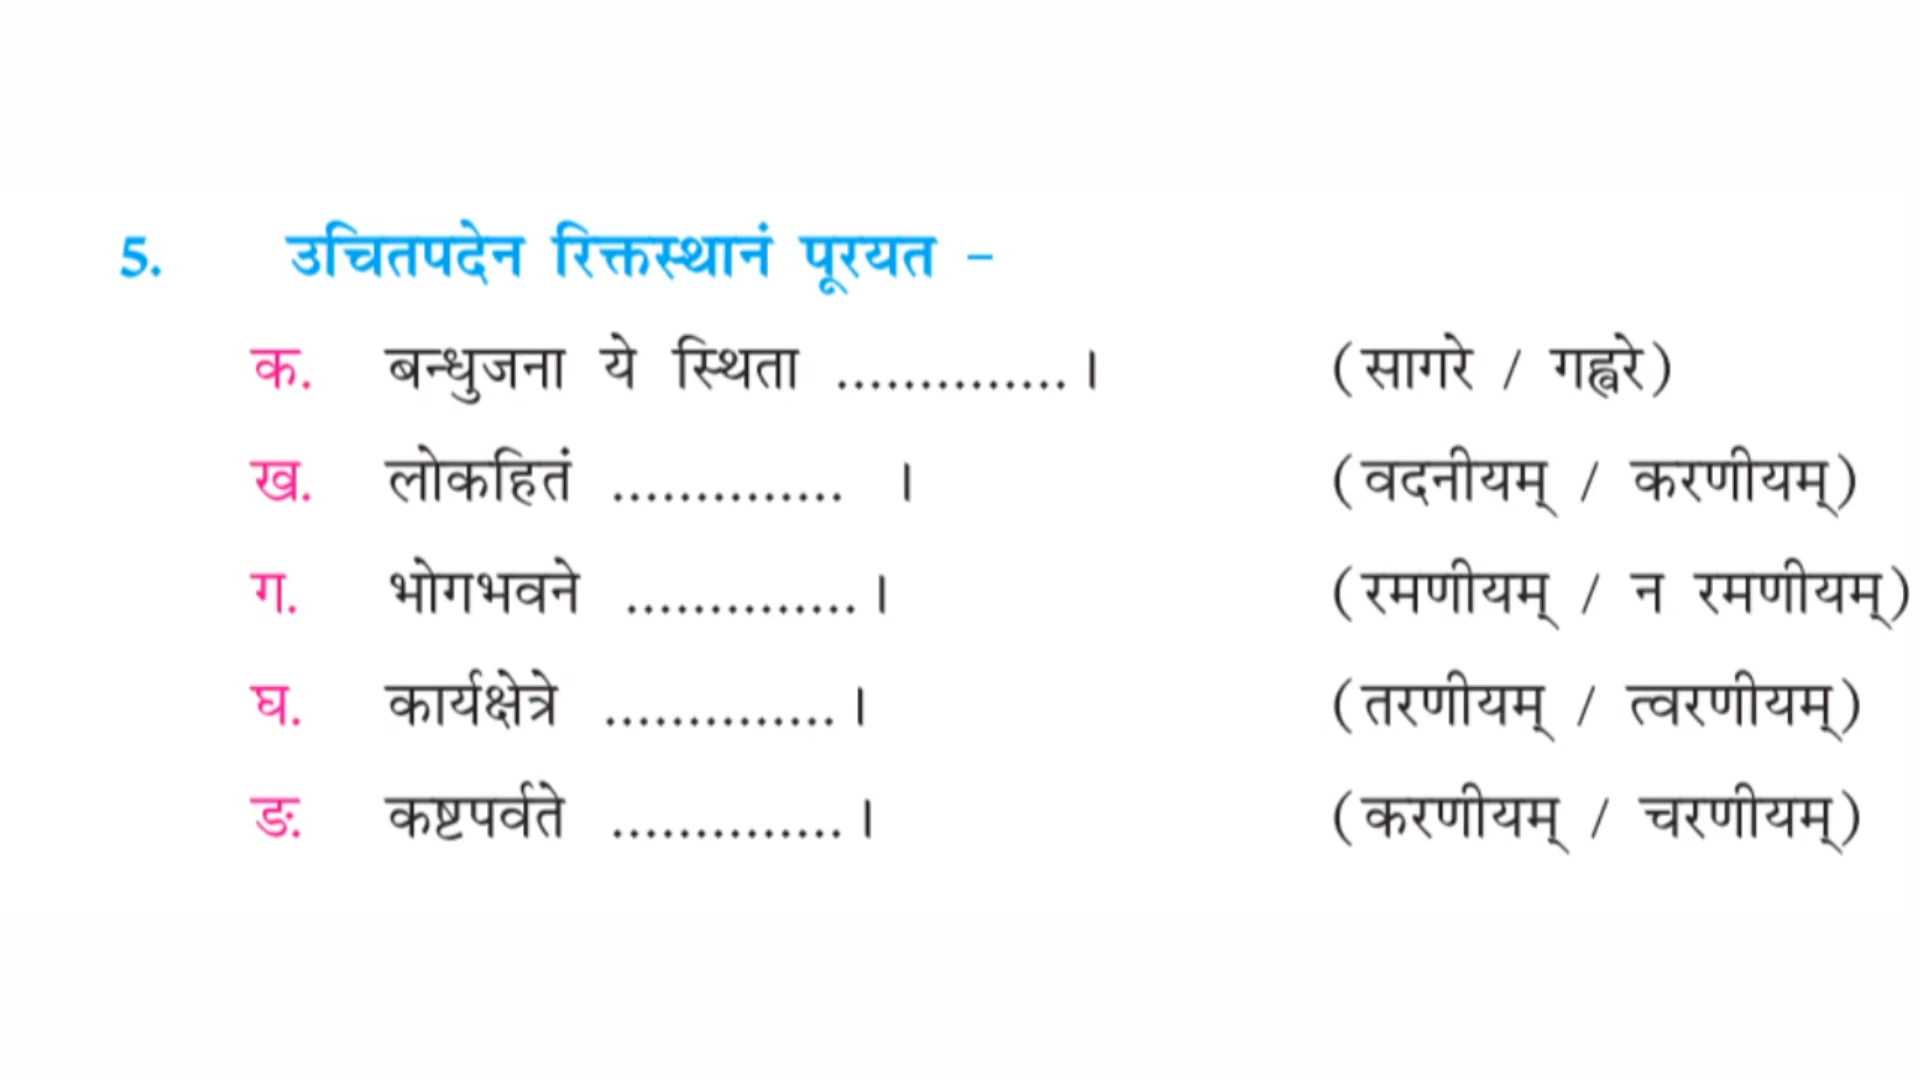 5. उचितपदेन रिक्तस्थानं पूरयत –
क. बन्धुजना ये स्थिता ..............। (सागरे / गह्वरे)
ख. लोकहितं .............. । (वदनीयम् / करणीयम्)
ग. भोगभवने ..............। (रमणीयम् / न रमणीयम्)
घ. कार्यक्षेत्रे ..............। (तरणीयम् / त्वरणीयम्)
ङ. कष्टपर्वते ..............। (करणीयम् / चरणीयम्)